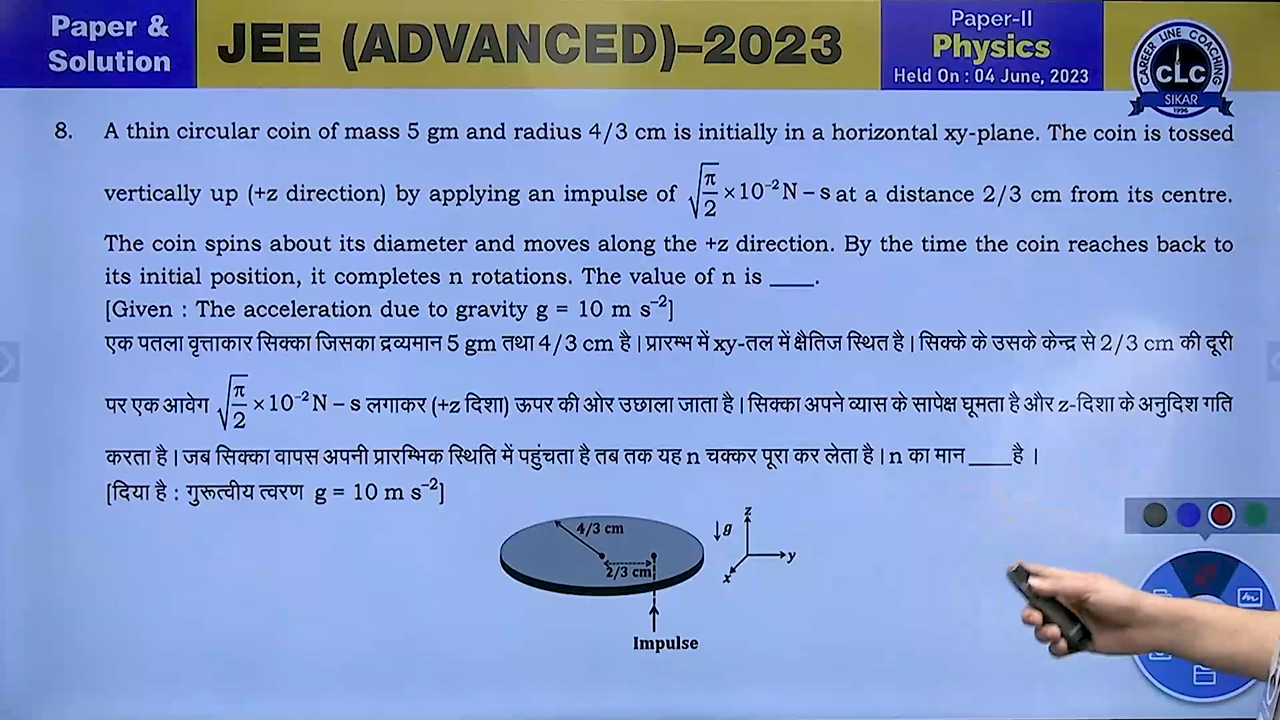 Paper &
Solution
JEE (ADVANCED)–2023
Paper-II
Physics
Held On : 04 June, 2023
CAREER LINE COACHING
CLC
SIKAR
1996
8. A thin circular coin of mass 5 gm and radius 4/3 cm is initially in a horizontal xy-plane. The coin is tossed
vertically up (+z direction) by applying an impulse of √(π/2) × 10⁻² N – s at a distance 2/3 cm from its centre.
The coin spins about its diameter and moves along the +z direction. By the time the coin reaches back to
its initial position, it completes n rotations. The value of n is ____.
[Given : The acceleration due to gravity g = 10 m s⁻²]
एक पतला वृत्ताकार सिक्का जिसका द्रव्यमान 5 gm तथा 4/3 cm है। प्रारम्भ में xy-तल में क्षैतिज स्थित है। सिक्के के उसके केन्द्र से 2/3 cm की दूरी
पर एक आवेग √(π/2) × 10⁻² N – s लगाकर (+z दिशा) ऊपर की ओर उछाला जाता है। सिक्का अपने व्यास के सापेक्ष घूमता है और z-दिशा के अनुदिश गति
करता है। जब सिक्का वापस अपनी प्रारम्भिक स्थिति में पहुंचता है तब तक यह n चक्कर पूरा कर लेता है। n का मान ____ है ।
[दिया है : गुरूत्वीय त्वरण g = 10 m s⁻²]
4/3 cm
2/3 cm
g
z
y
x
Impulse